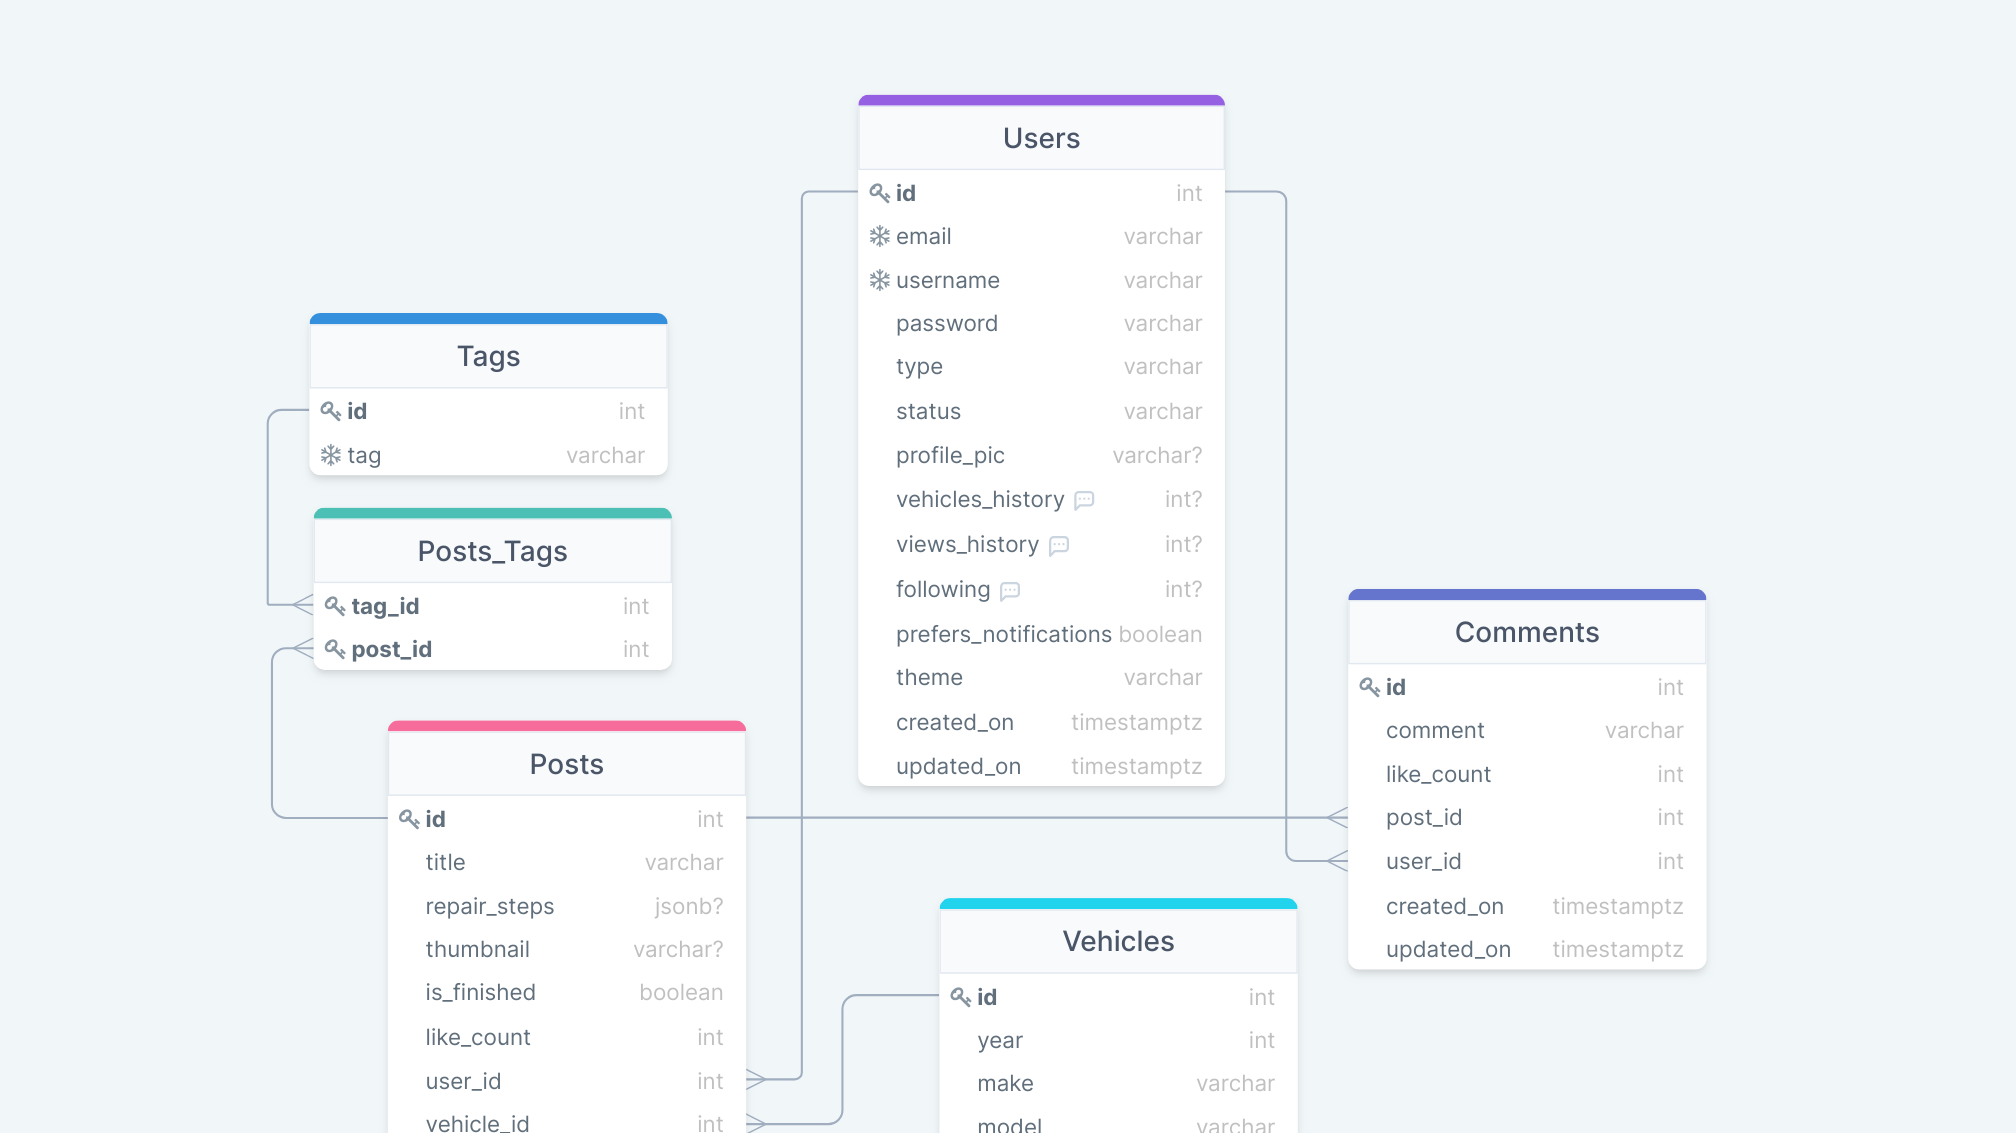 Users
id int
email varchar
username varchar
password varchar
type varchar
status varchar
profile_pic varchar?
vehicles_history int?
views_history int?
following int?
prefers_notifications boolean
theme varchar
created_on timestamptz
updated_on timestamptz
Tags
id int
tag varchar
Posts_Tags
tag_id int
post_id int
Posts
id int
title varchar
repair_steps jsonb?
thumbnail varchar?
is_finished boolean
like_count int
user_id int
vehicle_id int
Comments
id int
comment varchar
like_count int
post_id int
user_id int
created_on timestamptz
updated_on timestamptz
Vehicles
id int
year int
make varchar
model varchar